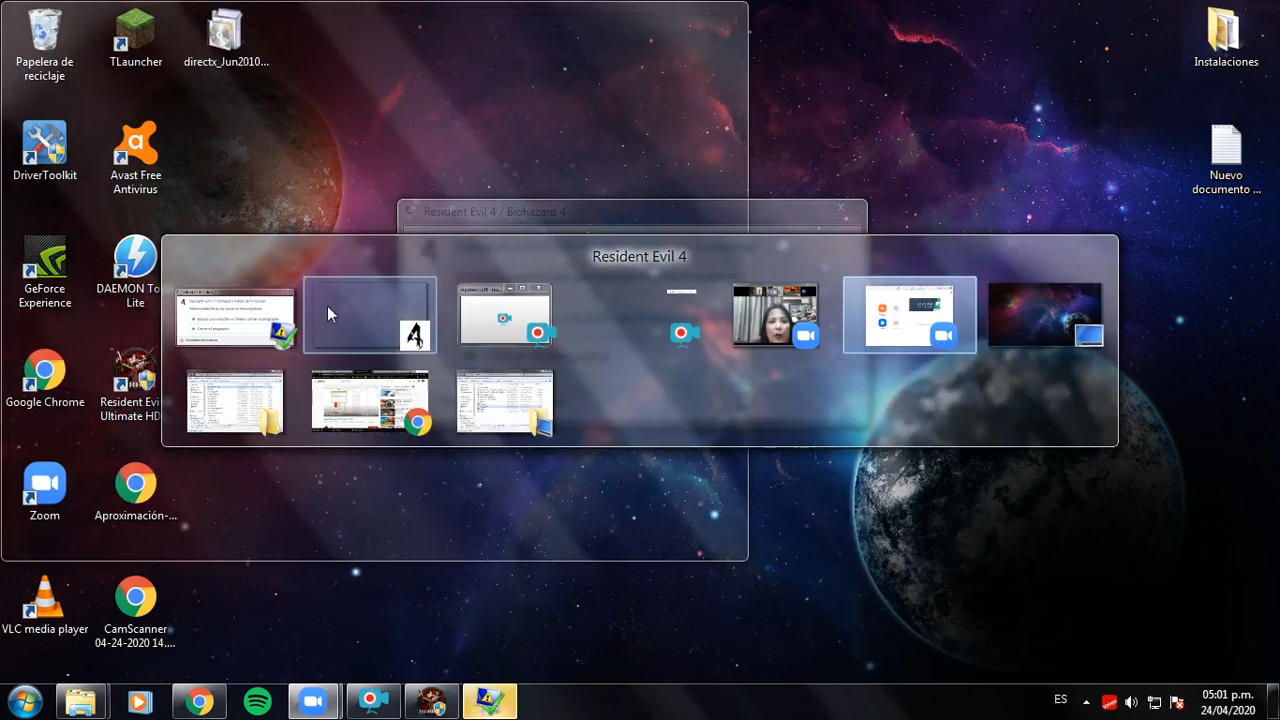 Papelera de
reciclaje
TLauncher
directx_Jun2010...
Instalaciones
DriverToolkit
Avast Free
Antivirus
Nuevo
documento ...
Resident Evil 4 / Biohazard 4
Resident Evil 4
GeForce
Experience
DAEMON To
Lite
Google Chrome
Resident Evi
Ultimate HD
Zoom
Aproximación-...
VLC media player
CamScanner
04-24-2020 14....
ES
05:01 p.m.
24/04/2020